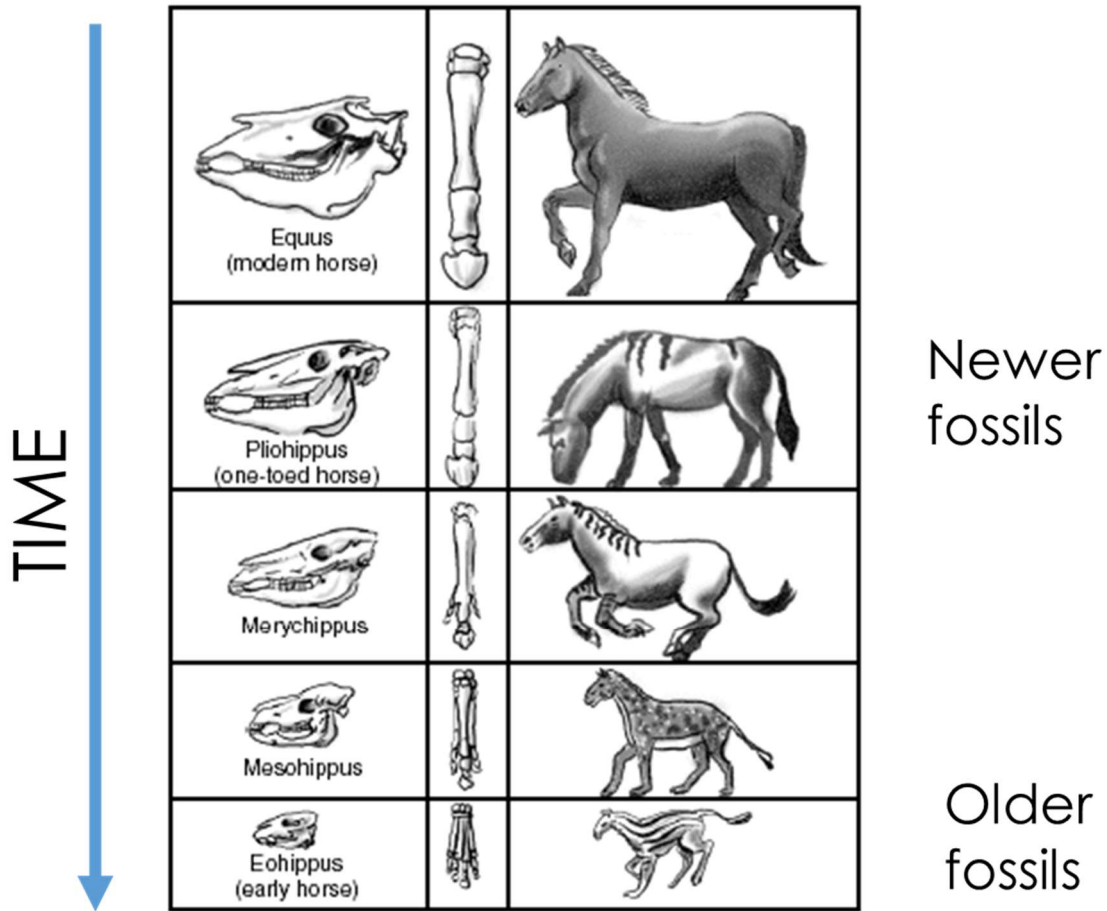 TIME
Equus
(modern horse)
Pliohippus
(one-toed horse)
Merychippus
Mesohippus
Eohippus
(early horse)
Newer
fossils
Older
fossils